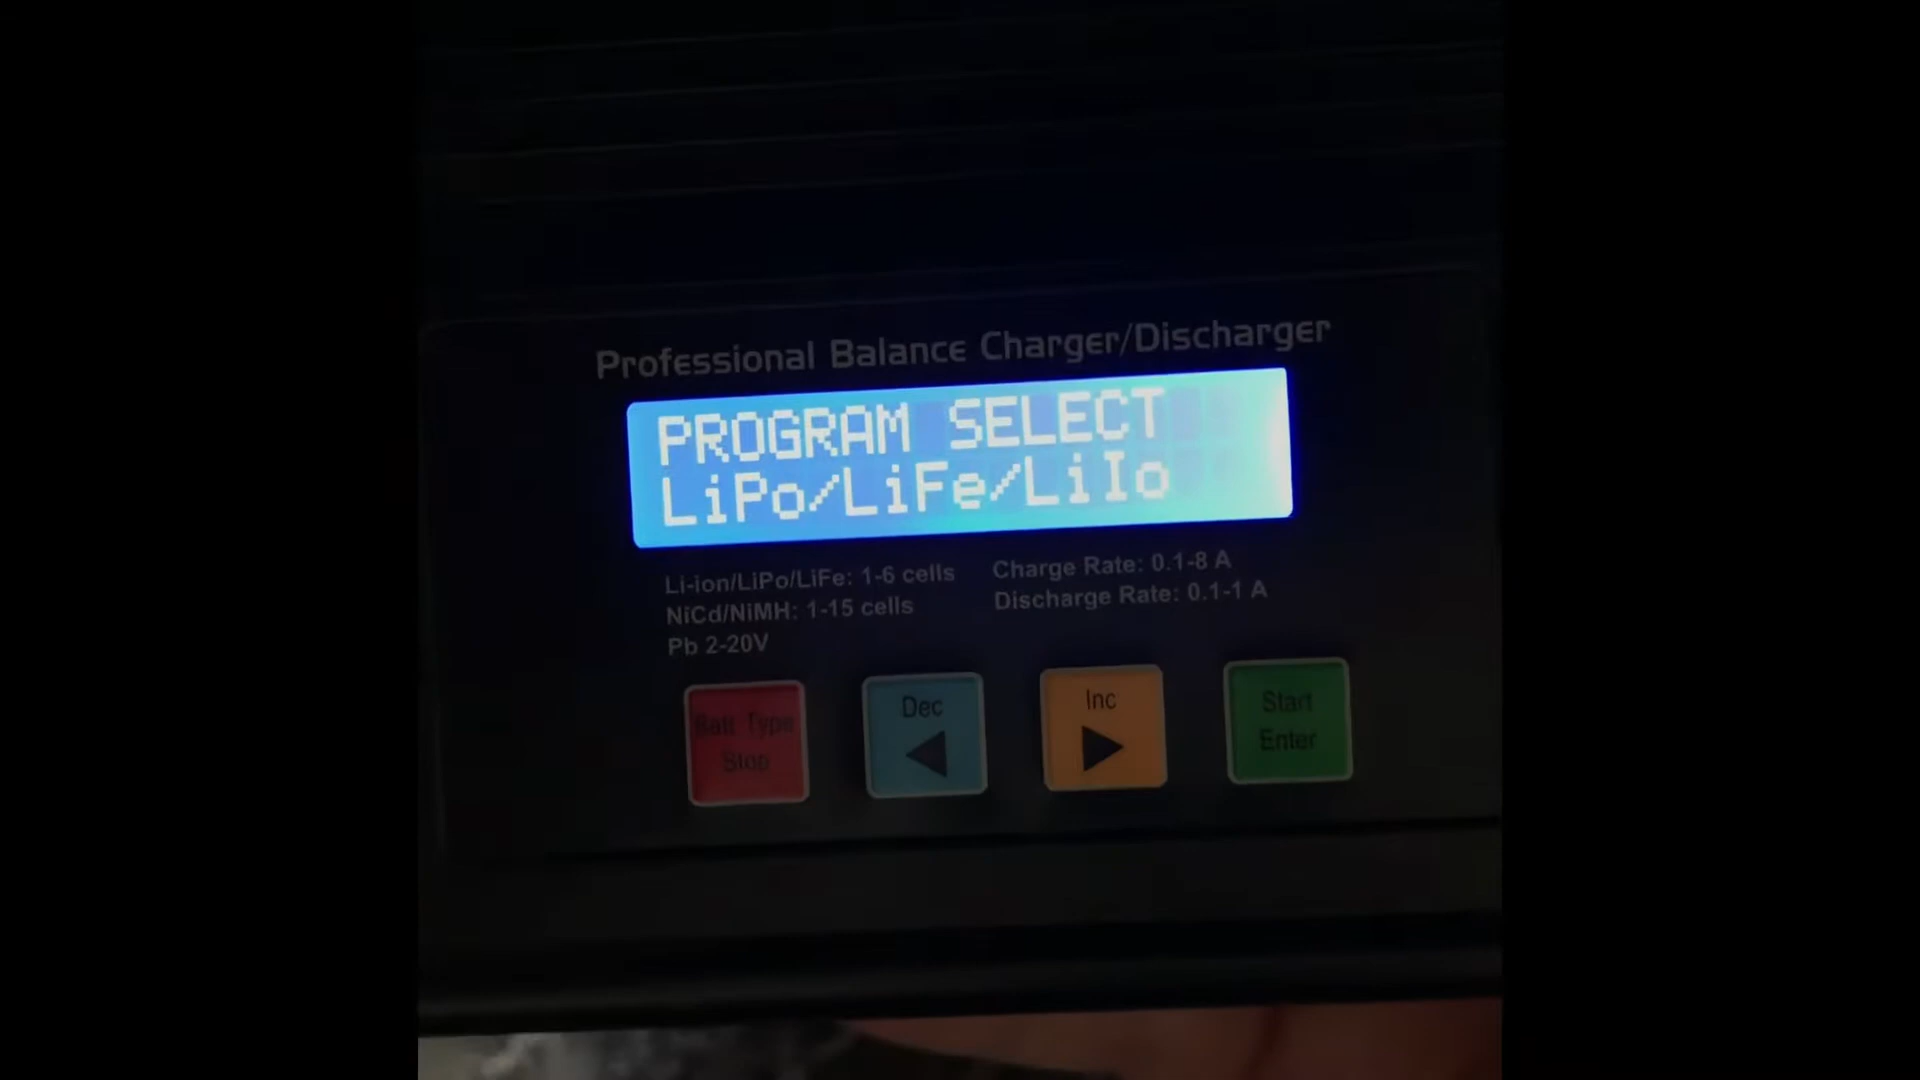 Professional Balance Charger/Discharger
PROGRAM SELECT
LiPo/LiFe/LiIo
Li-ion/LiPo/LiFe: 1-6 cells
NiCd/NiMH: 1-15 cells
Pb 2-20V
Charge Rate: 0.1-8 A
Discharge Rate: 0.1-1 A
Batt Type
Stop
Dec
Inc
Start
Enter